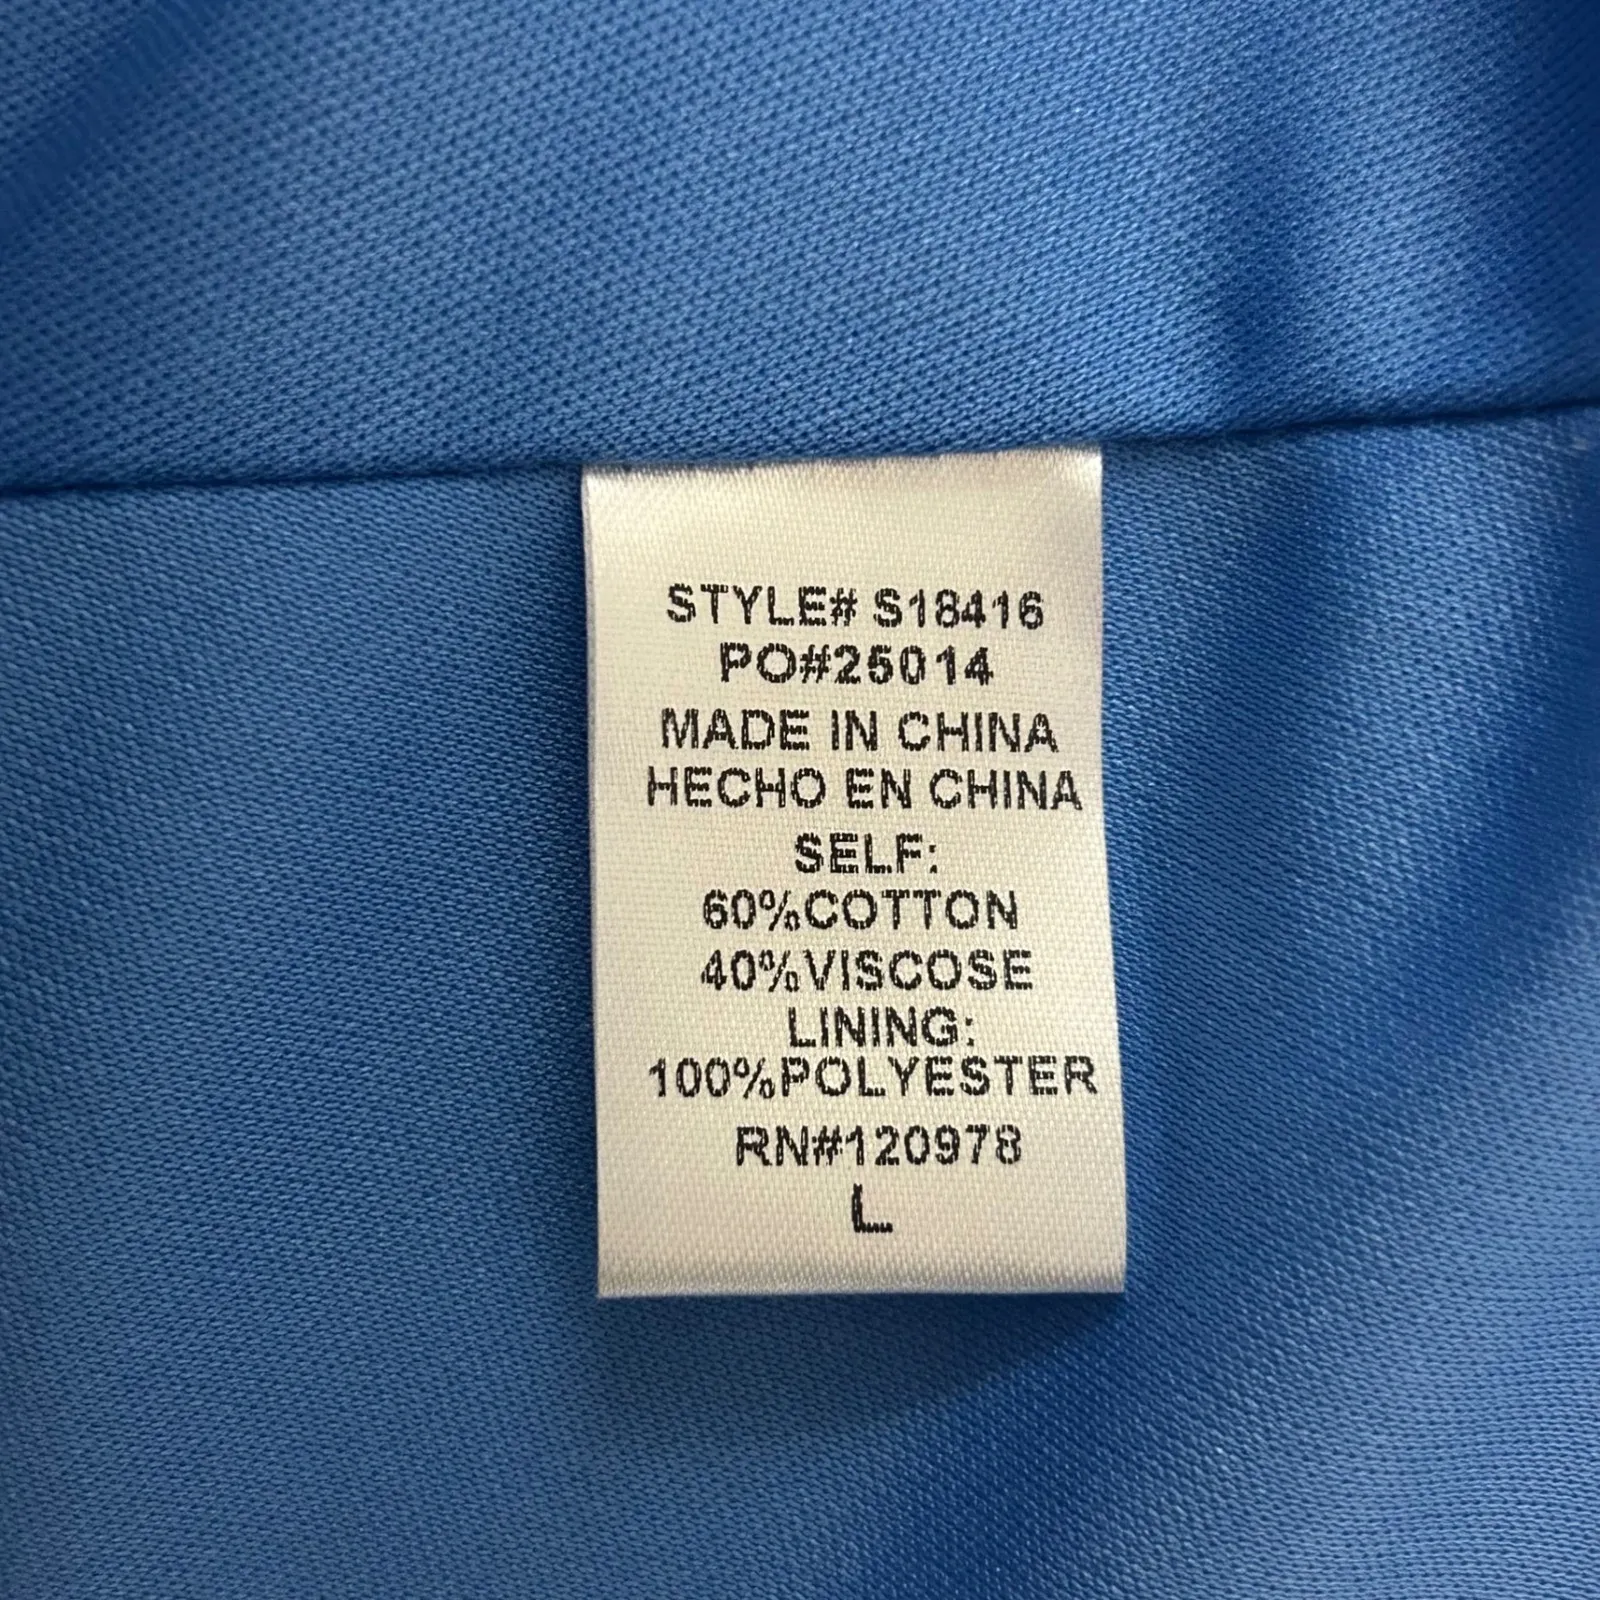 STYLE# S18416
PO#25014
MADE IN CHINA
HECHO EN CHINA
SELF:
60%COTTON
40%VISCOSE
LINING:
100%POLYESTER
RN#120978
L